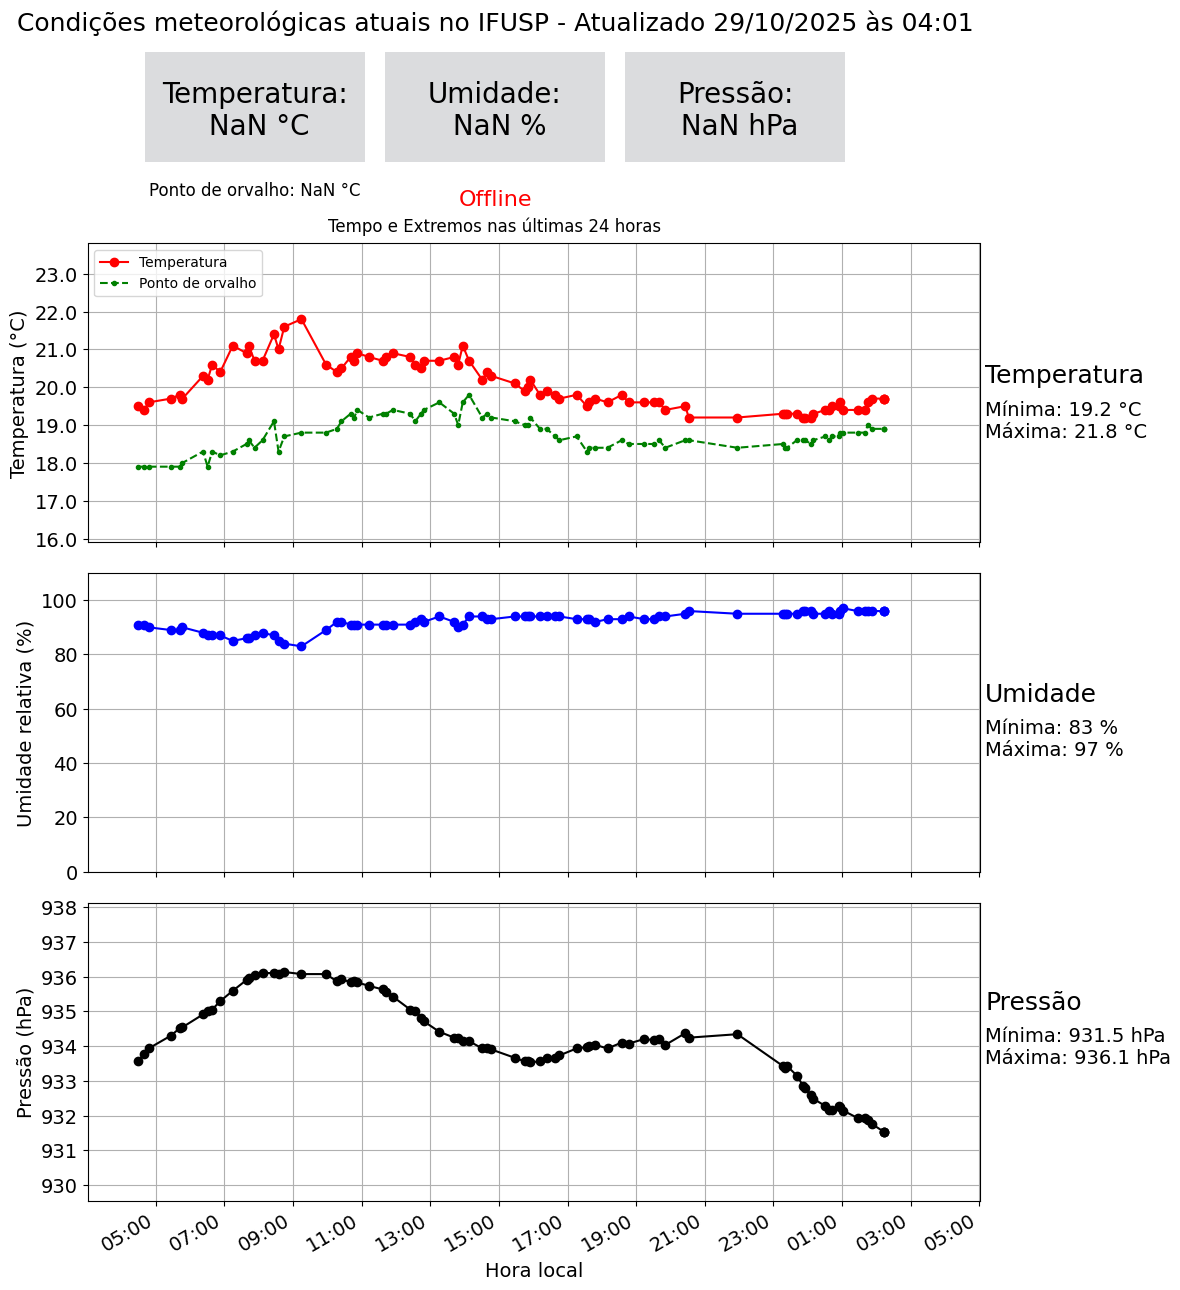 Condições meteorológicas atuais no IFUSP - Atualizado 29/10/2025 às 04:01
Temperatura:
NaN °C
Umidade:
NaN %
Pressão:
NaN hPa
Ponto de orvalho: NaN °C
Offline
Tempo e Extremos nas últimas 24 horas
Temperatura
Ponto de orvalho
Temperatura (°C)
23.0
22.0
21.0
20.0
19.0
18.0
17.0
16.0
Temperatura
Mínima: 19.2 °C
Máxima: 21.8 °C
Umidade relativa (%)
100
80
60
40
20
0
Umidade
Mínima: 83 %
Máxima: 97 %
Pressão (hPa)
938
937
936
935
934
933
932
931
930
Pressão
Mínima: 931.5 hPa
Máxima: 936.1 hPa
05:00
07:00
09:00
11:00
13:00
15:00
17:00
19:00
21:00
23:00
01:00
03:00
05:00
Hora local